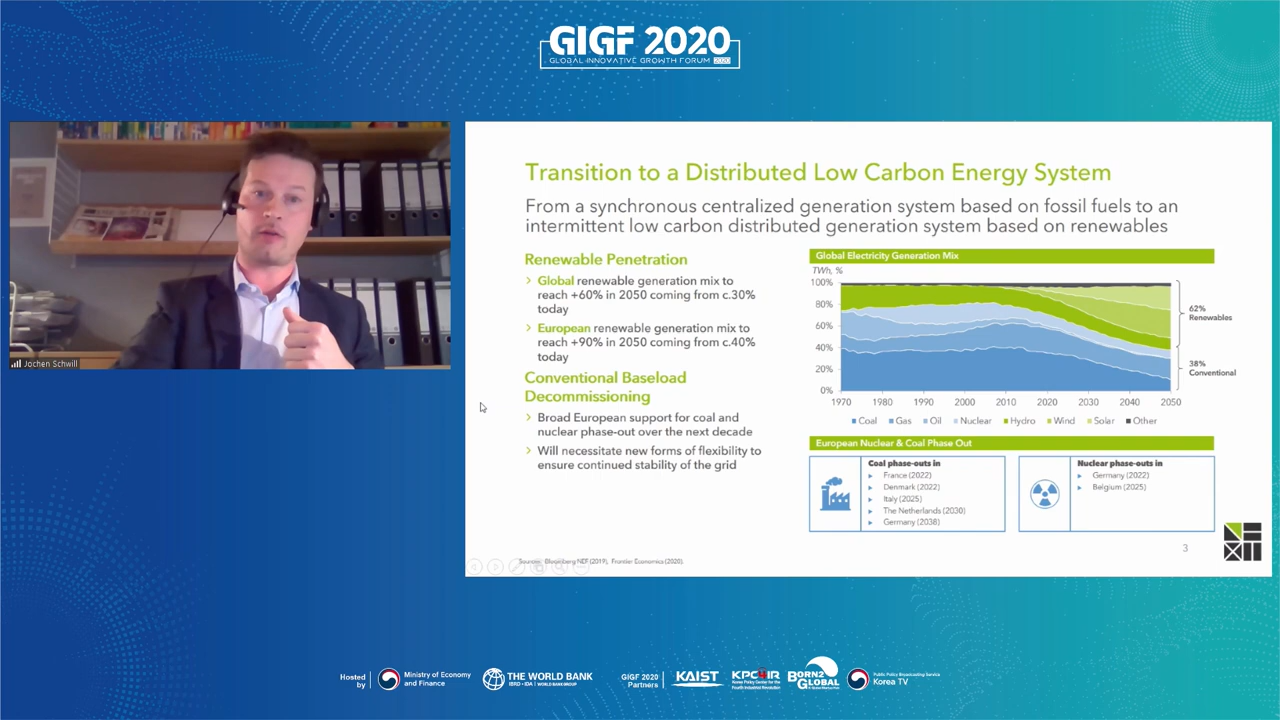 GIGF 2020
GLOBAL INNOVATIVE GROWTH FORUM 2020
Jochen Schwill
Transition to a Distributed Low Carbon Energy System
From a synchronous centralized generation system based on fossil fuels to an
intermittent low carbon distributed generation system based on renewables
Renewable Penetration
Global renewable generation mix to
reach +60% in 2050 coming from c.30%
today
European renewable generation mix to
reach +90% in 2050 coming from c.40%
today
Conventional Baseload
Decommissioning
Broad European support for coal and
nuclear phase-out over the next decade
Will necessitate new forms of flexibility to
ensure continued stability of the grid
Global Electricity Generation Mix
TWh, %
100%
80%
60%
40%
20%
0%
1970 1980 1990 2000 2010 2020 2030 2040 2050
62%
Renewables
38%
Conventional
Coal Gas Oil Nuclear Hydro Wind Solar Other
European Nuclear & Coal Phase Out
Coal phase-outs in
France (2022)
Denmark (2022)
Italy (2025)
The Netherlands (2030)
Germany (2038)
Nuclear phase-outs in
Germany (2022)
Belgium (2025)
Sources: Bloomberg NEF (2019), Frontier Economics (2020).
3
NEXT
Hosted
by
Ministry of Economy
and Finance
THE WORLD BANK
IBRD • IDA | WORLD BANK GROUP
GIGF 2020
Partners
KAIST
KPC4IR
Korea Policy Center for the
Fourth Industrial Revolution
BORN2
GLOBAL
Public Policy Broadcasting Service
Korea TV